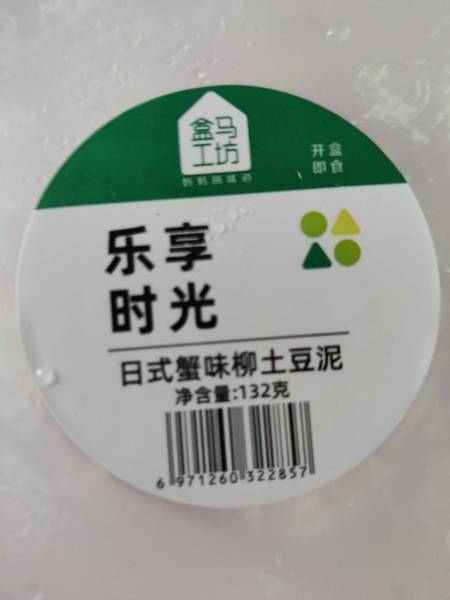 盒马
工坊
妈妈的味道
开盒
即食
乐享
时光
日式蟹味柳土豆泥
净含量:132克
6 971260 322857